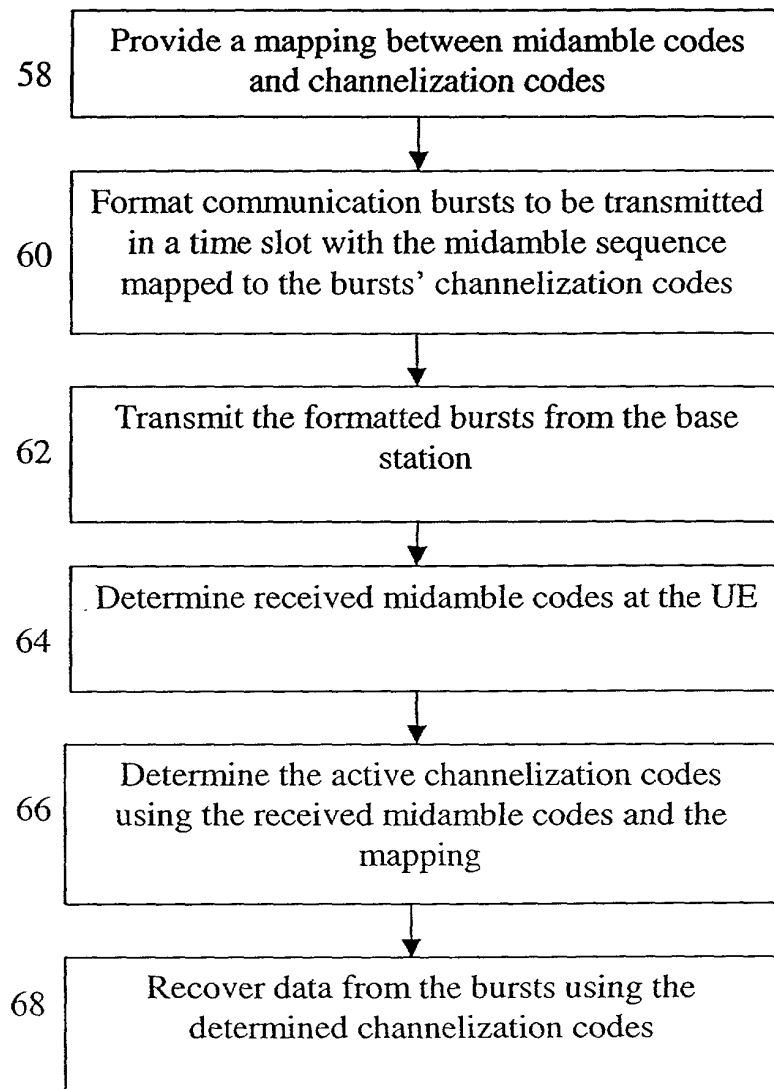 Provide a mapping between midamble codes
and channelization codes
58
Format communication bursts to be transmitted
in a time slot with the midamble sequence
mapped to the bursts’ channelization codes
60
Transmit the formatted bursts from the base
station
62
Determine received midamble codes at the UE
64
Determine the active channelization codes
using the received midamble codes and the
mapping
66
Recover data from the bursts using the
determined channelization codes
68